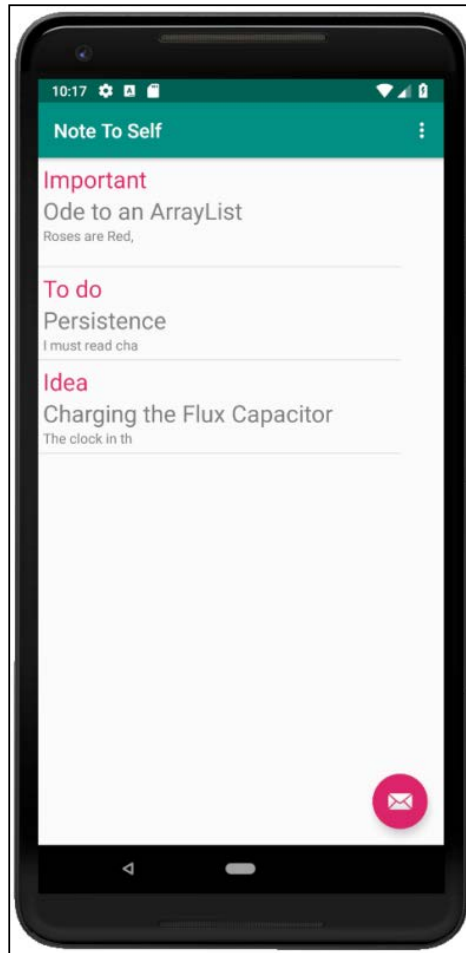 10:17
Note To Self
Important
Ode to an ArrayList
Roses are Red,
To do
Persistence
I must read cha
Idea
Charging the Flux Capacitor
The clock in th